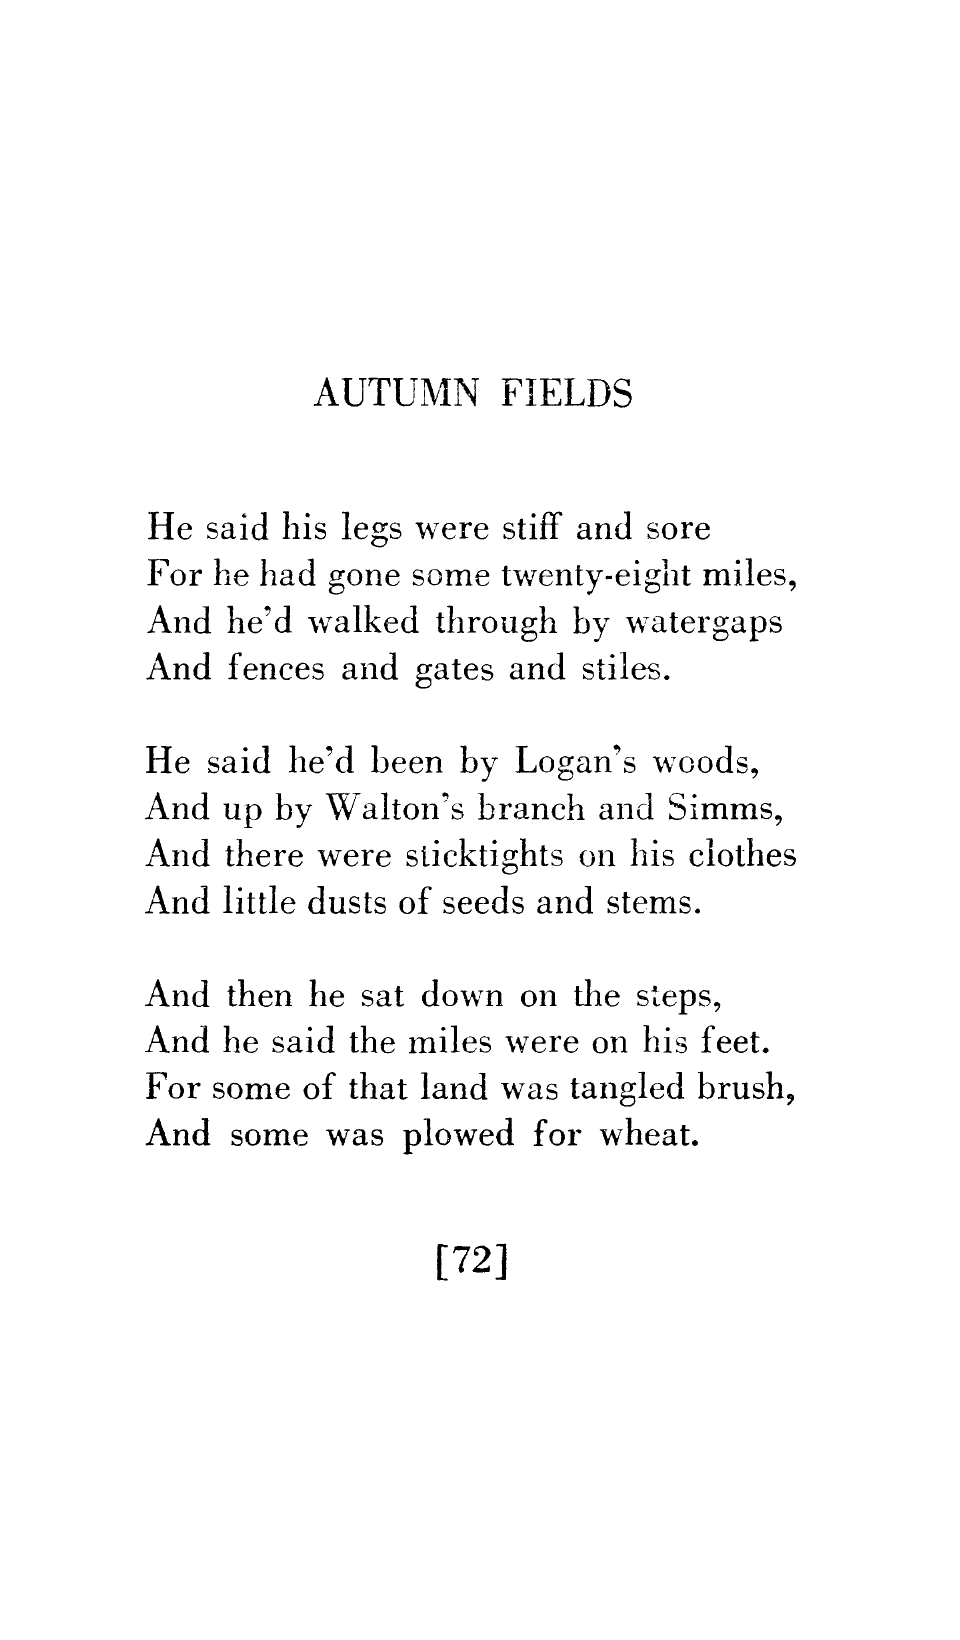 AUTUMN FIELDS
He said his legs were stiff and sore
For he had gone some twenty-eight miles,
And he'd walked through by watergaps
And fences and gates and stiles.
He said he'd been by Logan's woods,
And up by Walton's branch and Simms,
And there were sticktights on his clothes
And little dusts of seeds and stems.
And then he sat down on the steps,
And he said the miles were on his feet.
For some of that land was tangled brush,
And some was plowed for wheat.
[72]